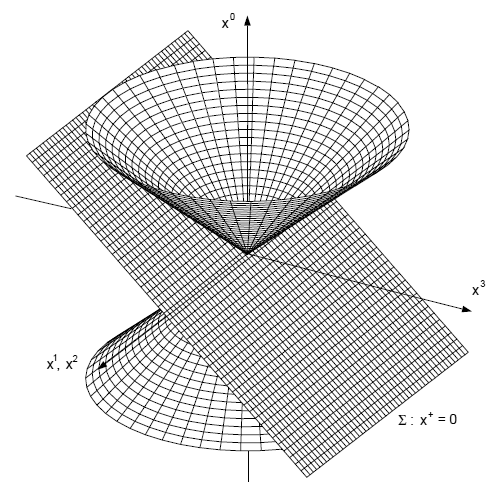 x⁰
x³
x¹, x²
Σ : x⁺ = 0